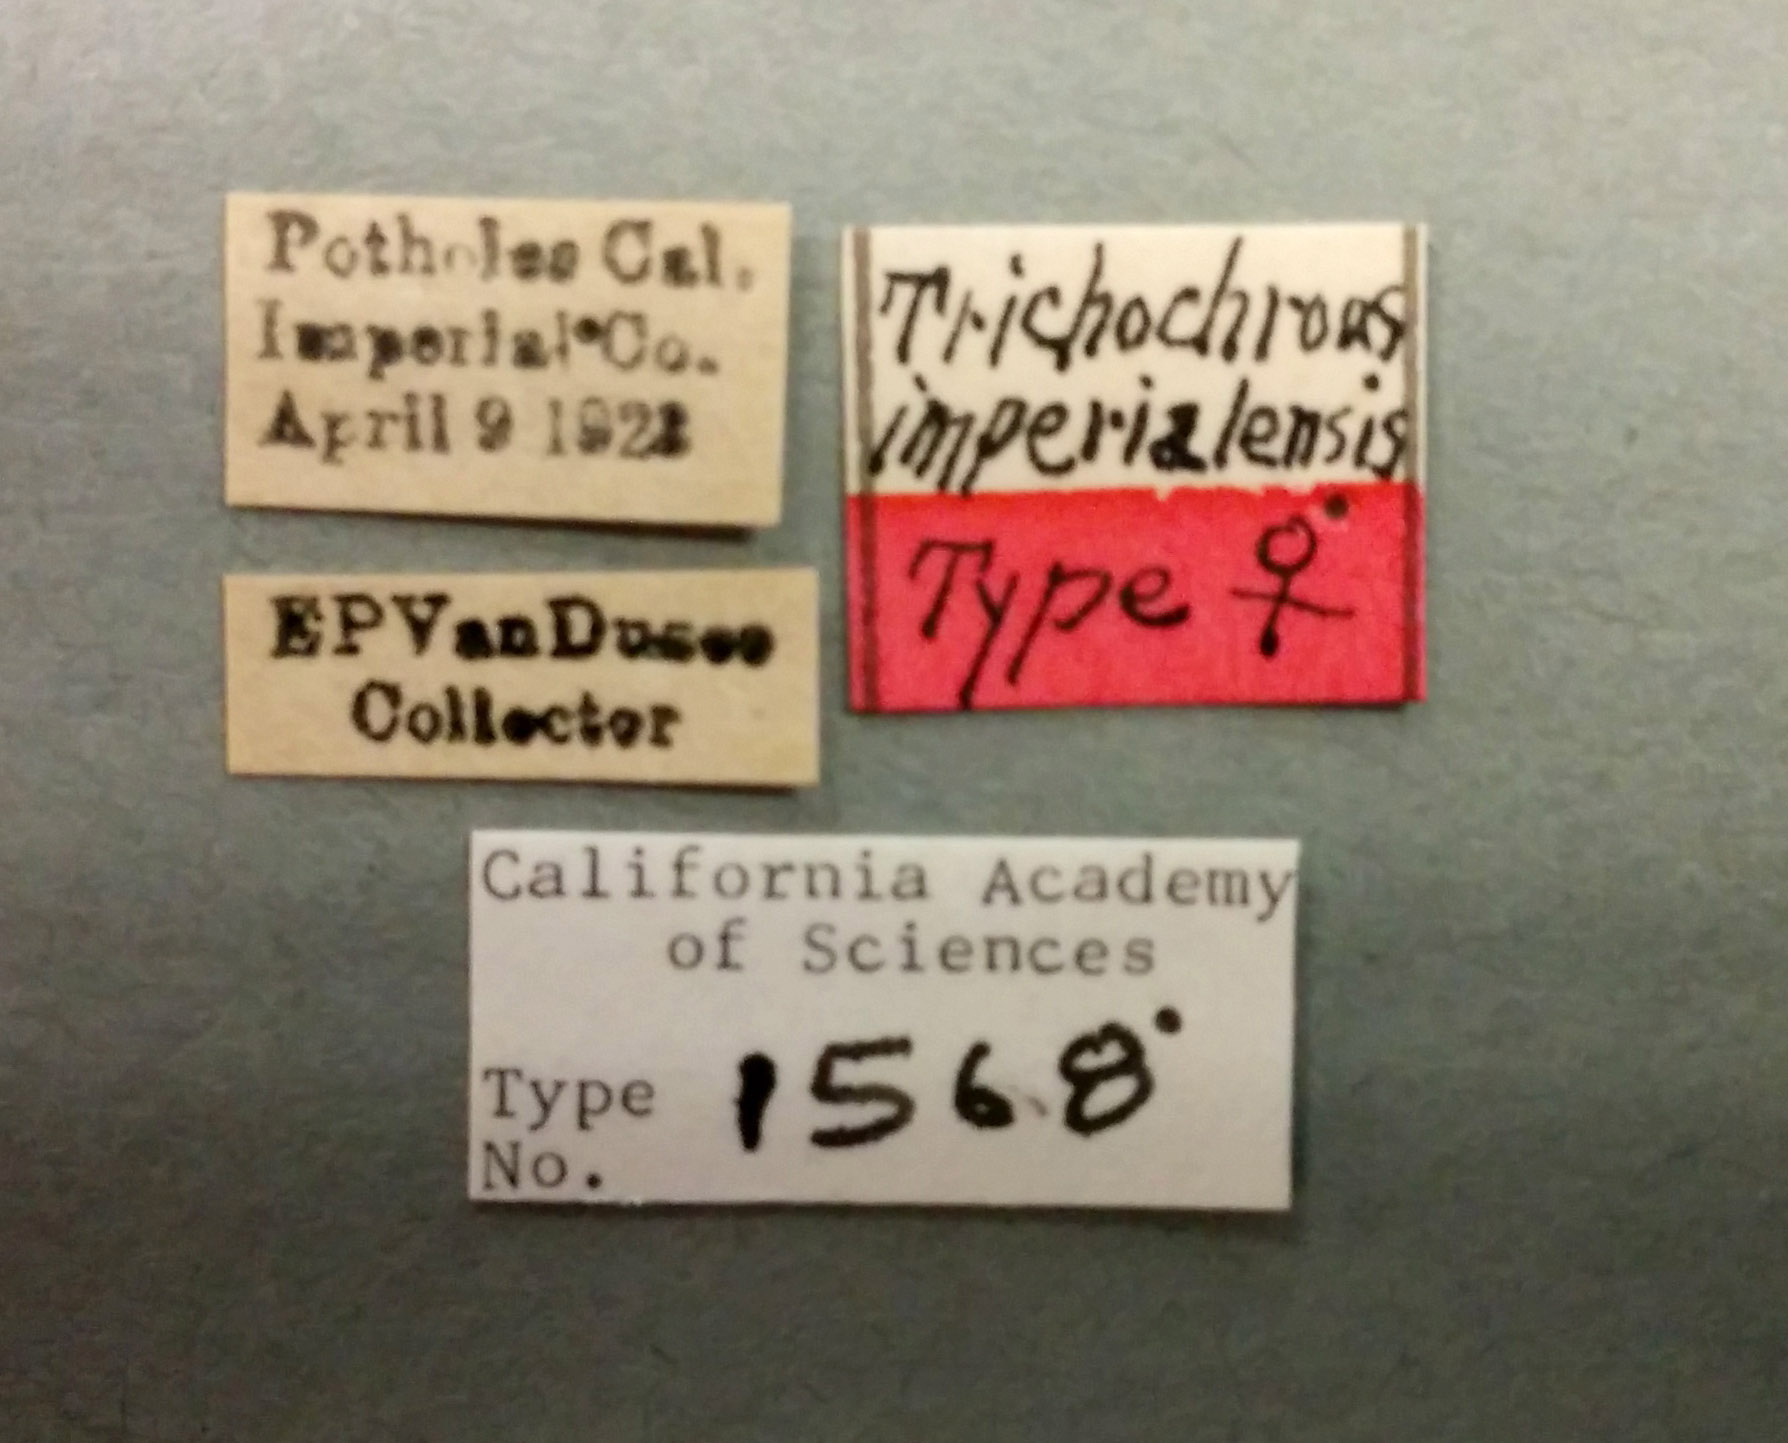 Potholes Cal.
Imperial Co.
April 9 1923
EPVanDuzee
Collector
Trichochrous
imperialensis
Type ♀
California Academy
of Sciences
Type
No.
1568